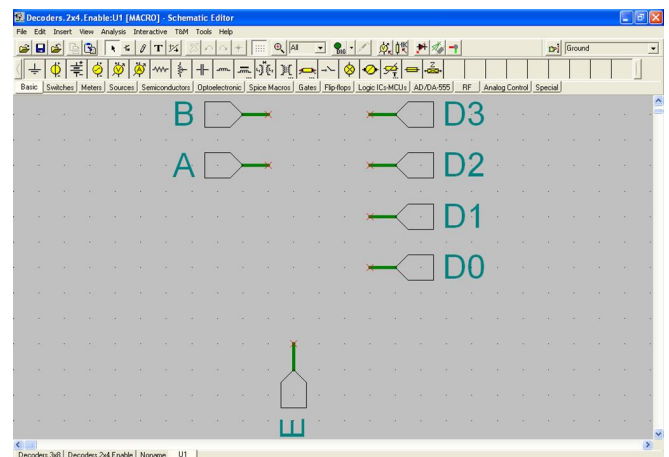 Decoders.2x4.Enable:U1 [MACRO] - Schematic Editor
File Edit Insert View Analysis Interactive T&M Tools Help
All
Ground
Basic Switches Meters Sources Semiconductors Optoelectronic Spice Macros Gates Flip-flops Logic ICs-MCUs AD/DA-555 RF Analog Control Special
B D3
A D2
D1
D0
E
Decoders 3x8 Decoders 2x4 Enable Noname U1